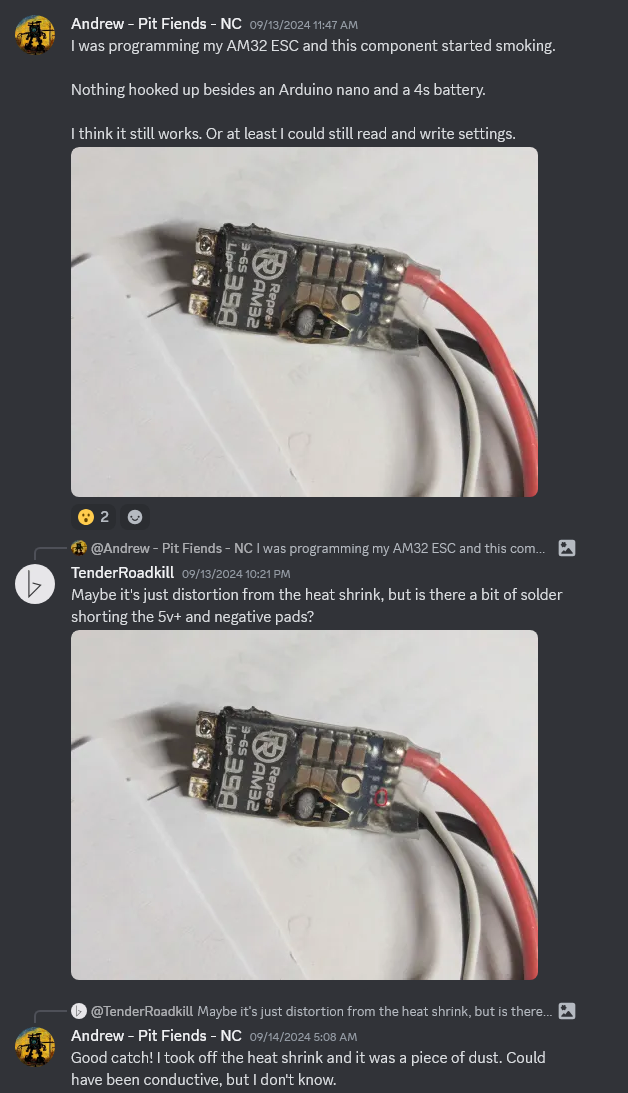 Andrew - Pit Fiends - NC 09/13/2024 11:47 AM
I was programming my AM32 ESC and this component started smoking.
Nothing hooked up besides an Arduino nano and a 4s battery.
I think it still works. Or at least I could still read and write settings.
3-6S
Lipo
35A
Repeat
AM32
2
@Andrew - Pit Fiends - NC I was programming my AM32 ESC and this com...
TenderRoadkill 09/13/2024 10:21 PM
Maybe it's just distortion from the heat shrink, but is there a bit of solder
shorting the 5v+ and negative pads?
3-6S
Lipo
35A
Repeat
AM32
@TenderRoadkill Maybe it's just distortion from the heat shrink, but is there...
Andrew - Pit Fiends - NC 09/14/2024 5:08 AM
Good catch! I took off the heat shrink and it was a piece of dust. Could
have been conductive, but I don't know.